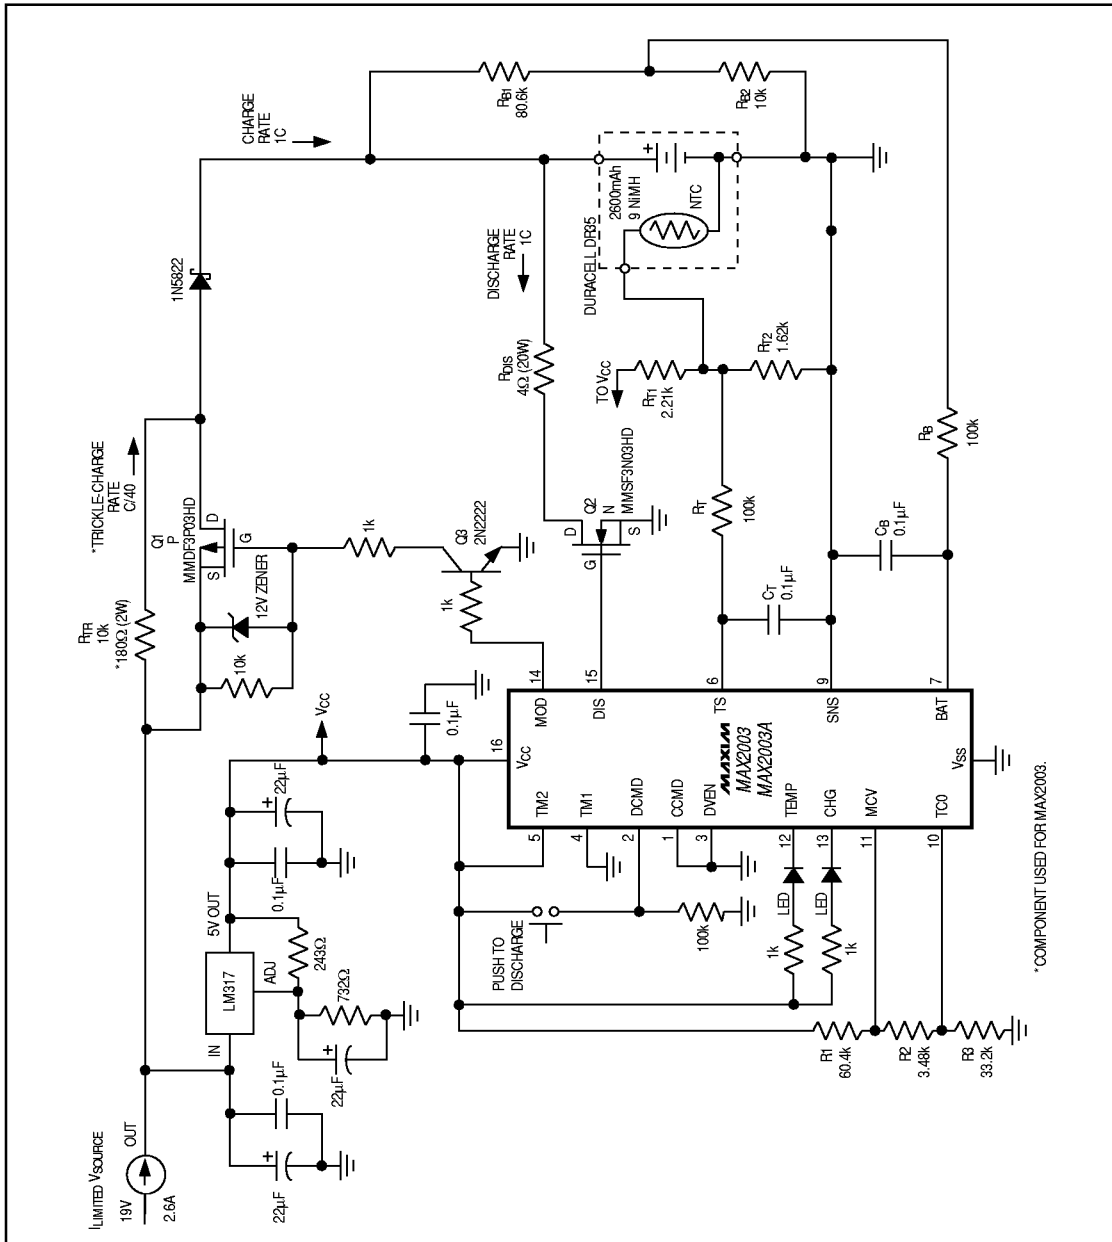 ILIMITED VSOURCE
19V
2.6A
OUT
22µF
0.1µF
IN
LM317
5V OUT
ADJ
22µF
732Ω
243Ω
0.1µF
22µF
VCC
0.1µF
RTR
10k
*180Ω (2W)
*TRICKLE-CHARGE
RATE
C/40
10k
12V ZENER
Q1
P
MMDF3P03HD
S
D
G
1k
1k
Q3
2N2222
1N5822
CHARGE
RATE
1C
RB1
80.6k
RB2
10k
DISCHARGE
RATE
1C
RDIS
4Ω (20W)
DURACELL DR35
2600mAh
9 NiMH
+
NTC
TO VCC
RT1
2.21k
RT2
1.62k
D
Q2
N
MMSF3N03HD
G
S
RT
100k
CT
0.1µF
RB
100k
CB
0.1µF
16
VCC
14
MOD
15
DIS
6
TS
9
SNS
7
BAT
MAXIM
MAX2003
MAX2003A
VSS
TM2
5
TM1
4
DCMD
2
CCMD
1
DVEN
3
TEMP
12
CHG
13
MCV
11
TC0
10
PUSH TO
DISCHARGE
100k
LED
LED
1k
1k
R1
60.4k
R2
3.48k
R3
33.2k
*COMPONENT USED FOR MAX2003.